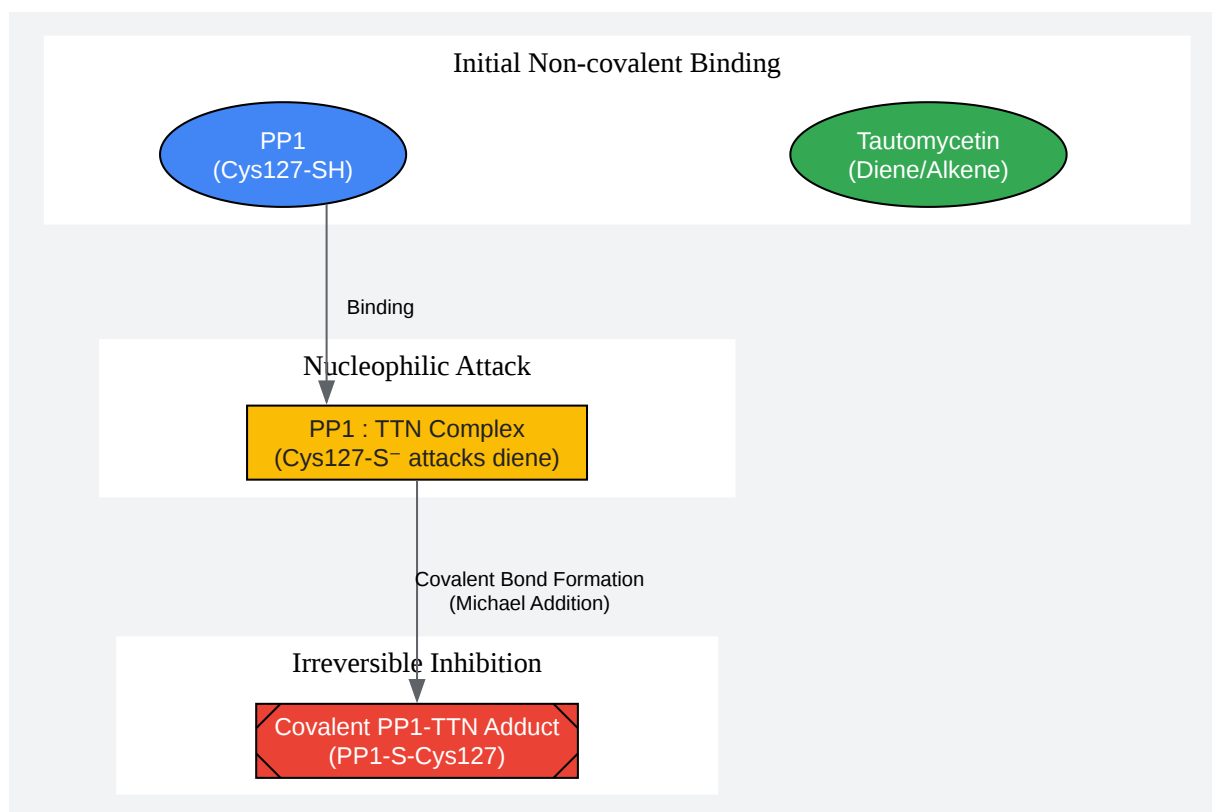 Initial Non-covalent Binding
PP1
(Cys127-SH)
Tautomycetin
(Diene/Alkene)
Binding
Nucleophilic Attack
PP1 : TTN Complex
(Cys127-S⁻ attacks diene)
Covalent Bond Formation
(Michael Addition)
Irreversible Inhibition
Covalent PP1-TTN Adduct
(PP1-S-Cys127)